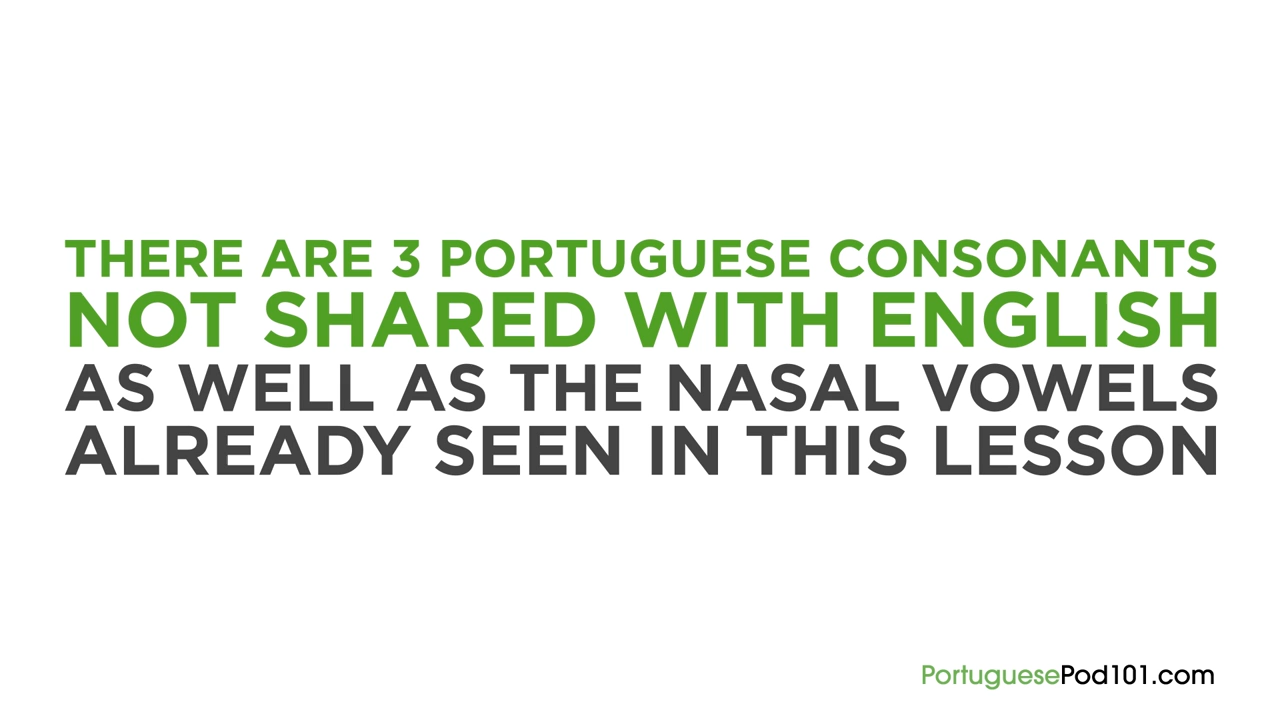 THERE ARE 3 PORTUGUESE CONSONANTS
NOT SHARED WITH ENGLISH
AS WELL AS THE NASAL VOWELS
ALREADY SEEN IN THIS LESSON
PortuguesePod101.com